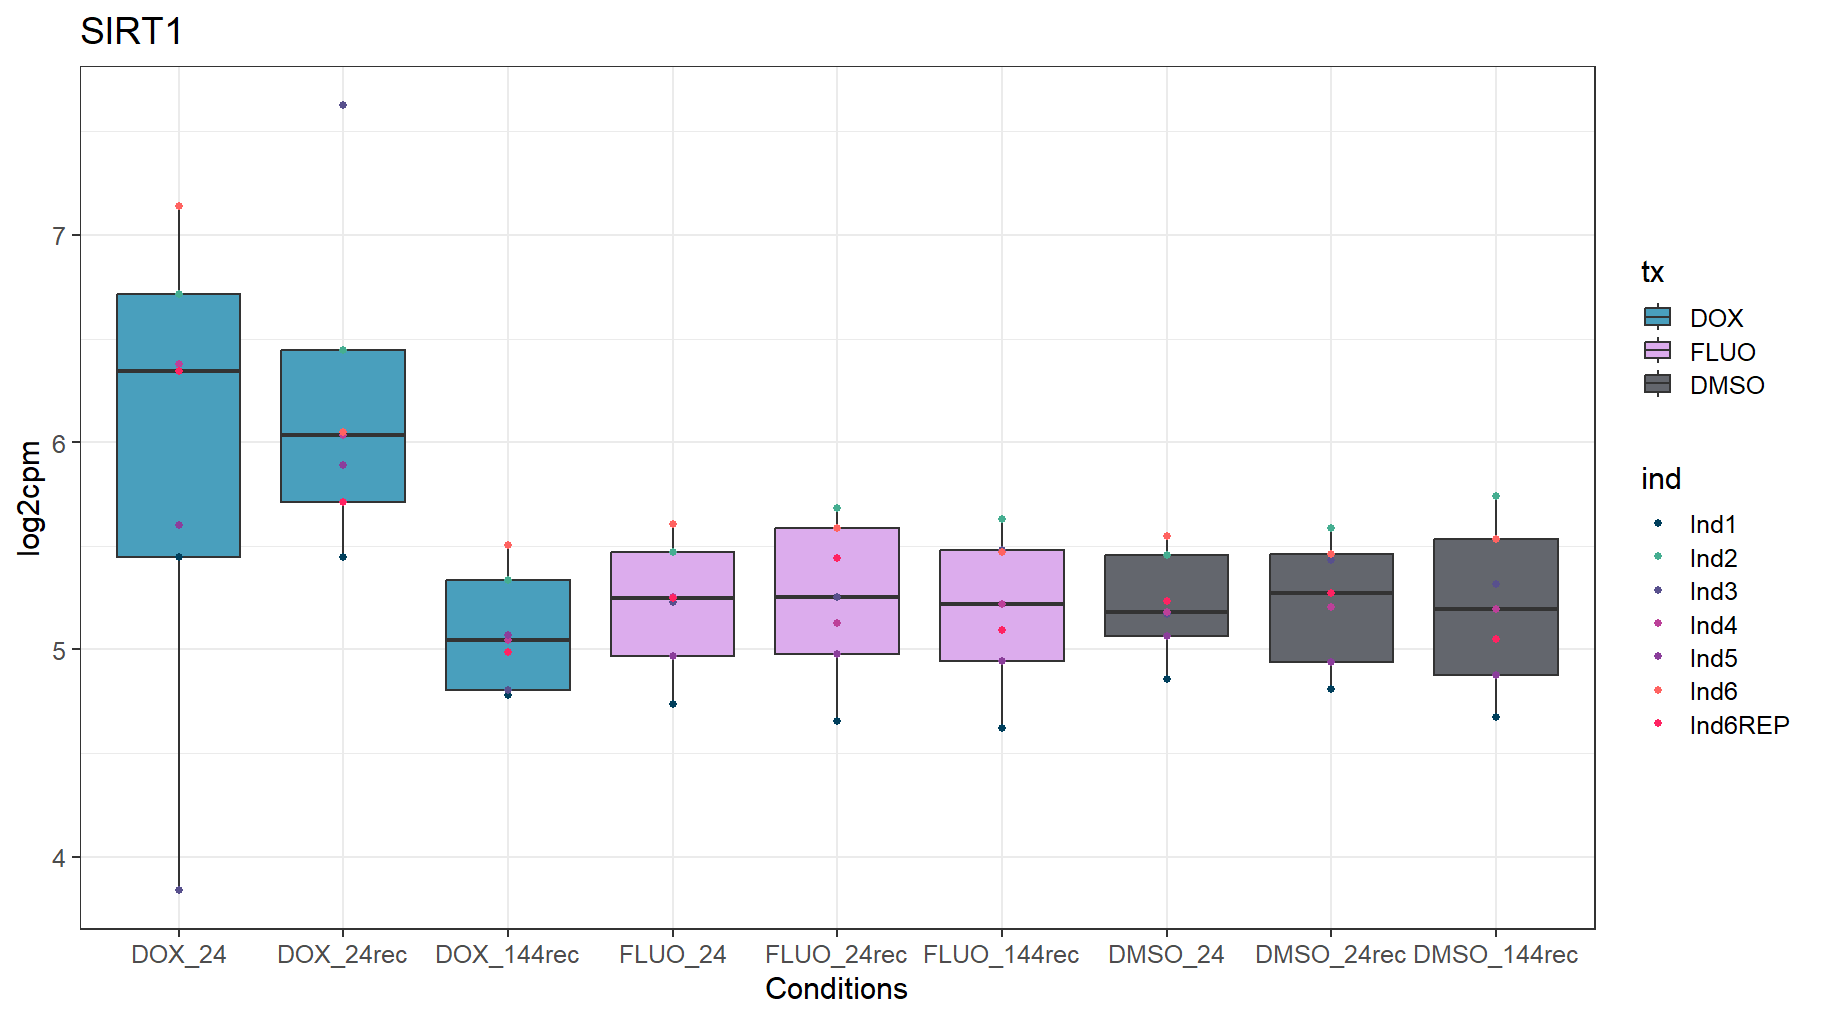 SIRT1
log2cpm
7
6
5
4
DOX_24 DOX_24rec DOX_144rec FLUO_24 FLUO_24rec FLUO_144rec DMSO_24 DMSO_24rec DMSO_144rec
Conditions
tx
DOX
FLUO
DMSO
ind
Ind1
Ind2
Ind3
Ind4
Ind5
Ind6
Ind6REP